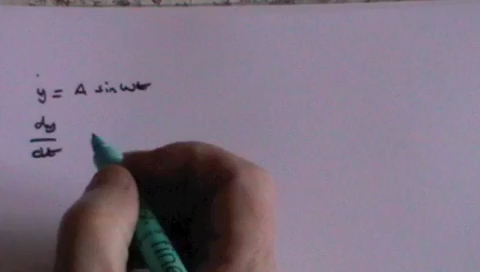 y = A sin ωt
dy
dt